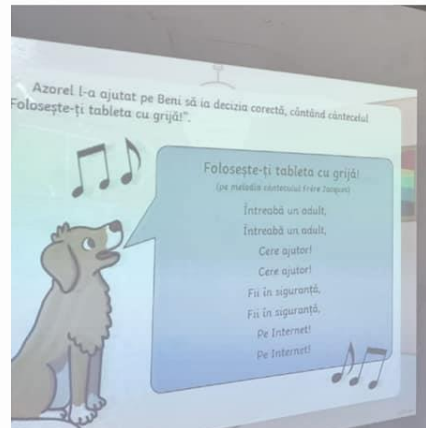 Azorel l-a ajutat pe Beni să ia decizia corectă, cântând cântecelul
Folosește-ți tableta cu grijă!".
Folosește-ți tableta cu grijă!
(pe melodia cântecului Frère Jacques)
Întreabă un adult,
Întreabă un adult,
Cere ajutor!
Cere ajutor!
Fii în siguranță,
Fii în siguranță,
Pe Internet!
Pe Internet!